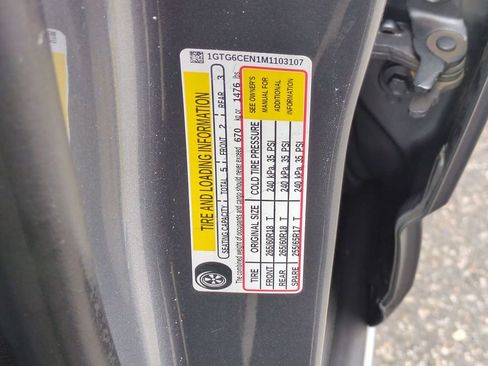 1GTG6CEN1M1103107
TIRE AND LOADING INFORMATION
SEATING CAPACITY TOTAL 5 FRONT 2 REAR 3
The combined weight of occupants and cargo should never exceed 670 kg or 1476 lbs.
TIRE ORIGINAL SIZE COLD TIRE PRESSURE
FRONT 265/60R18 T 240 kPa, 35 PSI
REAR 265/60R18 T 240 kPa, 35 PSI
SPARE 255/65R17 T 240 kPa, 35 PSI
SEE OWNER'S
MANUAL FOR
ADDITIONAL
INFORMATION